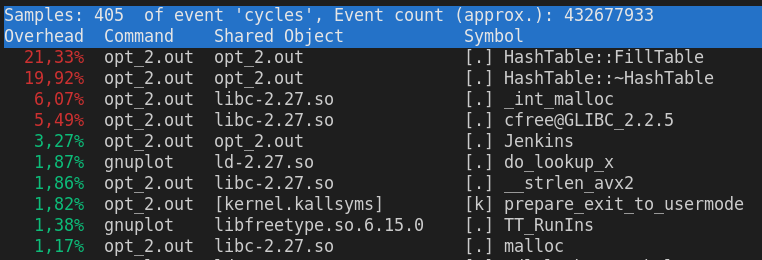 Samples: 405  of event 'cycles', Event count (approx.): 432677933
Overhead  Command    Shared Object            Symbol
21,33%  opt_2.out  opt_2.out                [.] HashTable::FillTable
19,92%  opt_2.out  opt_2.out                [.] HashTable::~HashTable
6,07%  opt_2.out  libc-2.27.so             [.] _int_malloc
5,49%  opt_2.out  libc-2.27.so             [.] cfree@GLIBC_2.2.5
3,27%  opt_2.out  opt_2.out                [.] Jenkins
1,87%  gnuplot    ld-2.27.so               [.] do_lookup_x
1,86%  opt_2.out  libc-2.27.so             [.] __strlen_avx2
1,82%  opt_2.out  [kernel.kallsyms]        [k] prepare_exit_to_usermode
1,38%  gnuplot    libfreetype.so.6.15.0    [.] TT_RunIns
1,17%  opt_2.out  libc-2.27.so             [.] malloc